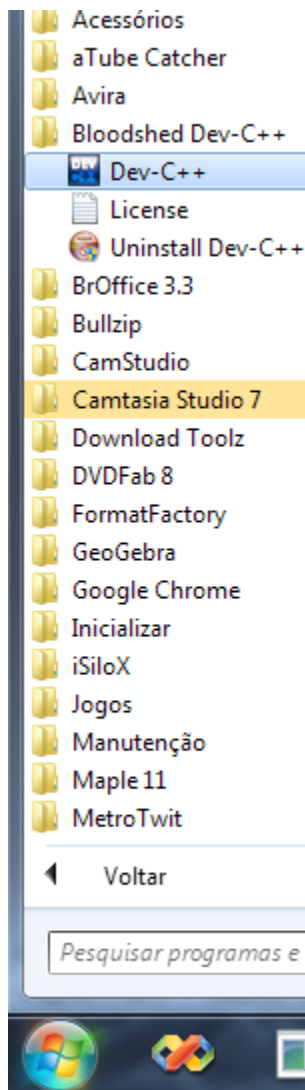 Acessórios
aTube Catcher
Avira
Bloodshed Dev-C++
DEV
Dev-C++
License
Uninstall Dev-C++
BrOffice 3.3
Bullzip
CamStudio
Camtasia Studio 7
Download Toolz
DVDFab 8
FormatFactory
GeoGebra
Google Chrome
Inicializar
iSiloX
Jogos
Manutenção
Maple 11
MetroTwit
Voltar
Pesquisar programas e